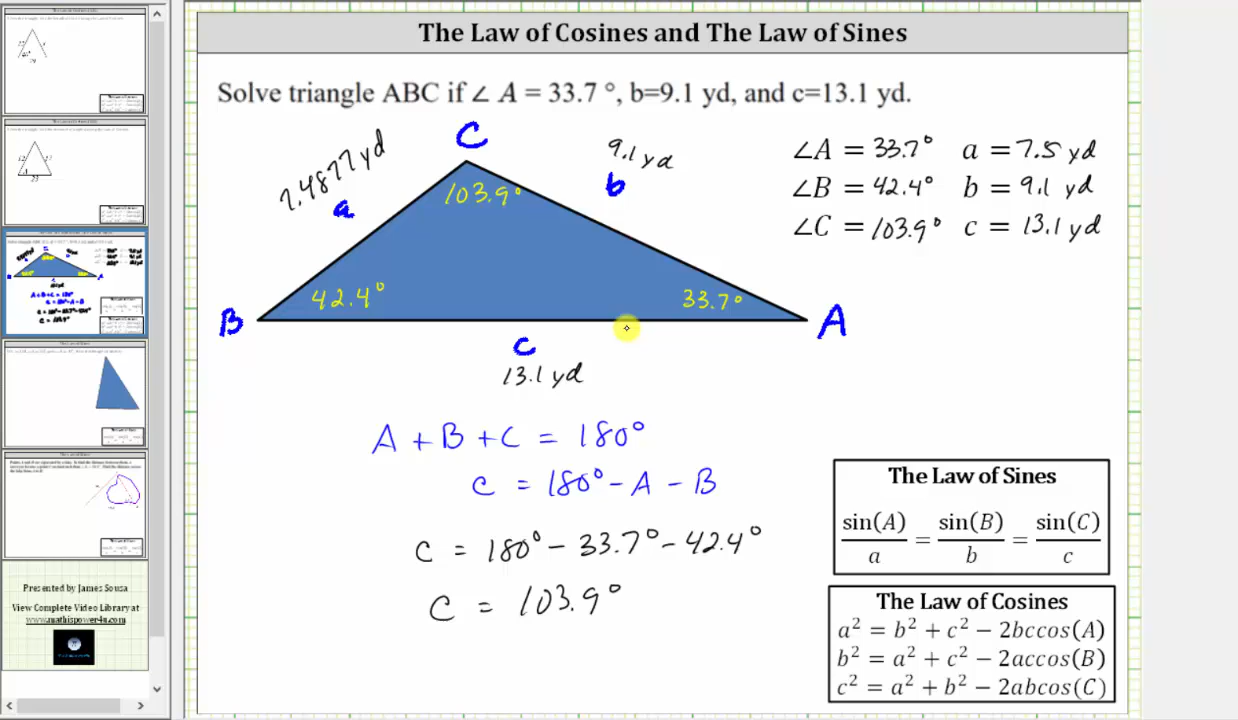 The Law of Cosines and The Law of Sines
Solve triangle ABC if ∠ A = 33.7 °, b=9.1 yd, and c=13.1 yd.
∠A = 33.7° a = 7.5 yd
∠B = 42.4° b = 9.1 yd
∠C = 103.9° c = 13.1 yd
C
7.4877 yd
a
9.1 yd
b
103.9°
42.4°
33.7°
B
A
c
13.1 yd
A + B + C = 180°
C = 180° - A - B
C = 180° - 33.7° - 42.4°
C = 103.9°
The Law of Sines
sin(A)/a = sin(B)/b = sin(C)/c
The Law of Cosines
a² = b² + c² − 2bccos(A)
b² = a² + c² − 2accos(B)
c² = a² + b² − 2abcos(C)
Presented by James Sousa
View Complete Video Library at
www.mathispower4u.com